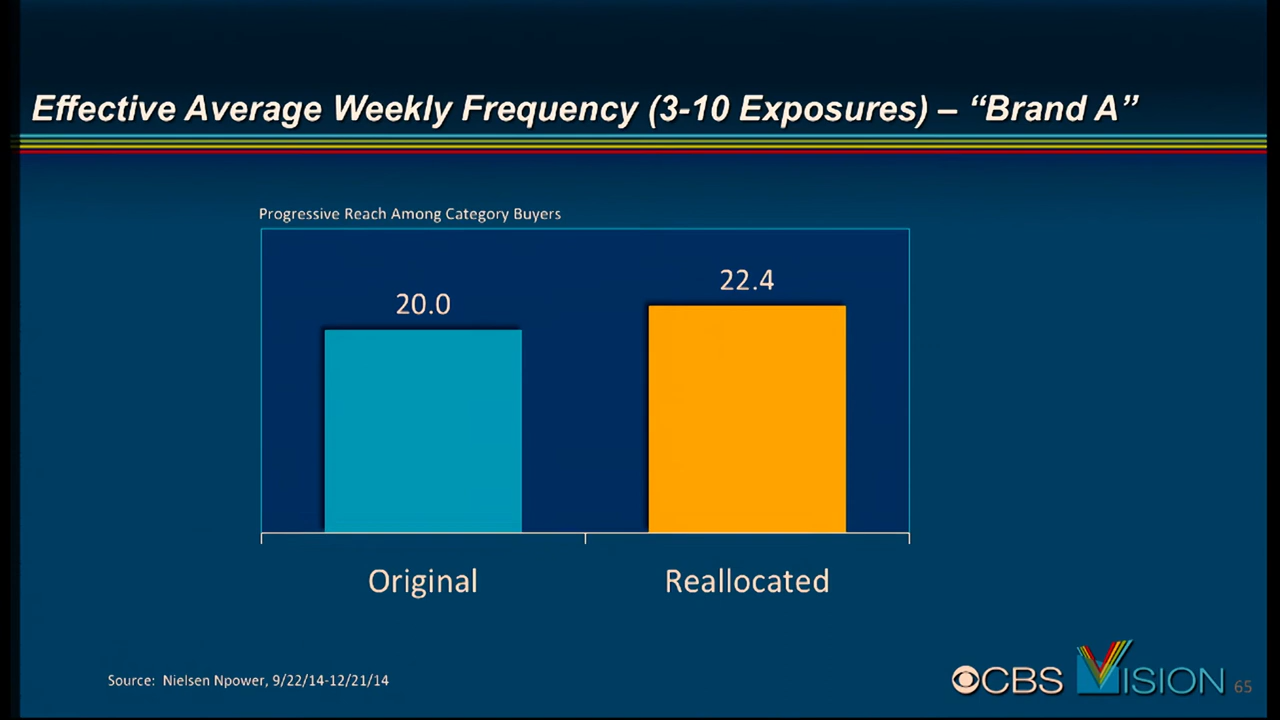 Effective Average Weekly Frequency (3-10 Exposures) – “Brand A”
Progressive Reach Among Category Buyers
20.0
22.4
Original
Reallocated
Source: Nielsen Npower, 9/22/14-12/21/14
CBS VISION
65